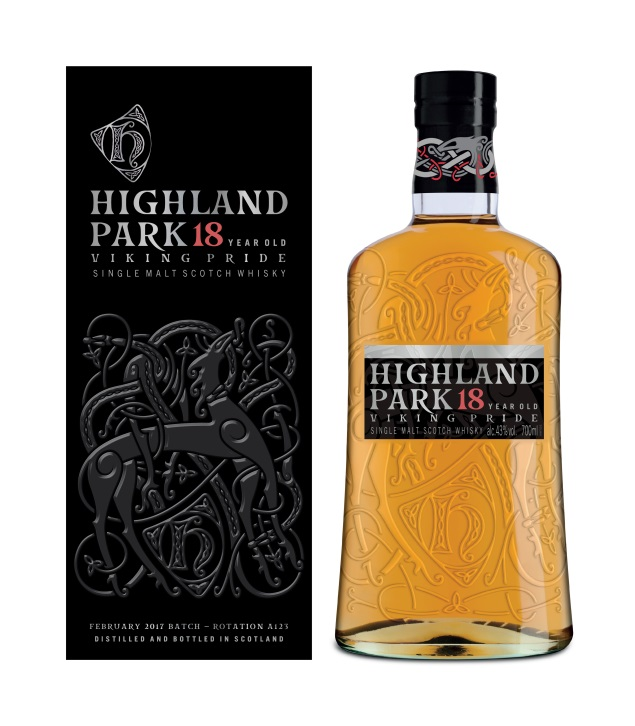 H
HIGHLAND
PARK 18 YEAR OLD
VIKING PRIDE
SINGLE MALT SCOTCH WHISKY
H
FEBRUARY 2017 BATCH – ROTATION A123
DISTILLED AND BOTTLED IN SCOTLAND
HIGHLAND
PARK 18 YEAR OLD
VIKING PRIDE
SINGLE MALT SCOTCH WHISKY alc.43%vol. 700ml
H